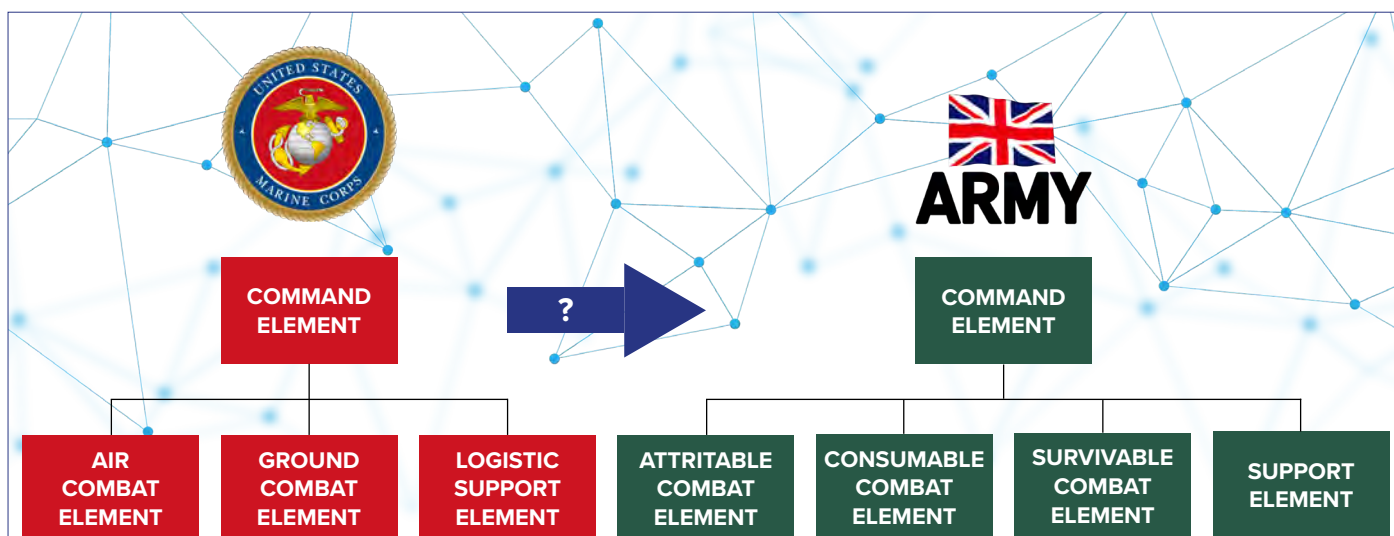 UNITED STATES
MARINE CORPS
ARMY
COMMAND
ELEMENT
?
COMMAND
ELEMENT
AIR
COMBAT
ELEMENT
GROUND
COMBAT
ELEMENT
LOGISTIC
SUPPORT
ELEMENT
ATTRITABLE
COMBAT
ELEMENT
CONSUMABLE
COMBAT
ELEMENT
SURVIVABLE
COMBAT
ELEMENT
SUPPORT
ELEMENT